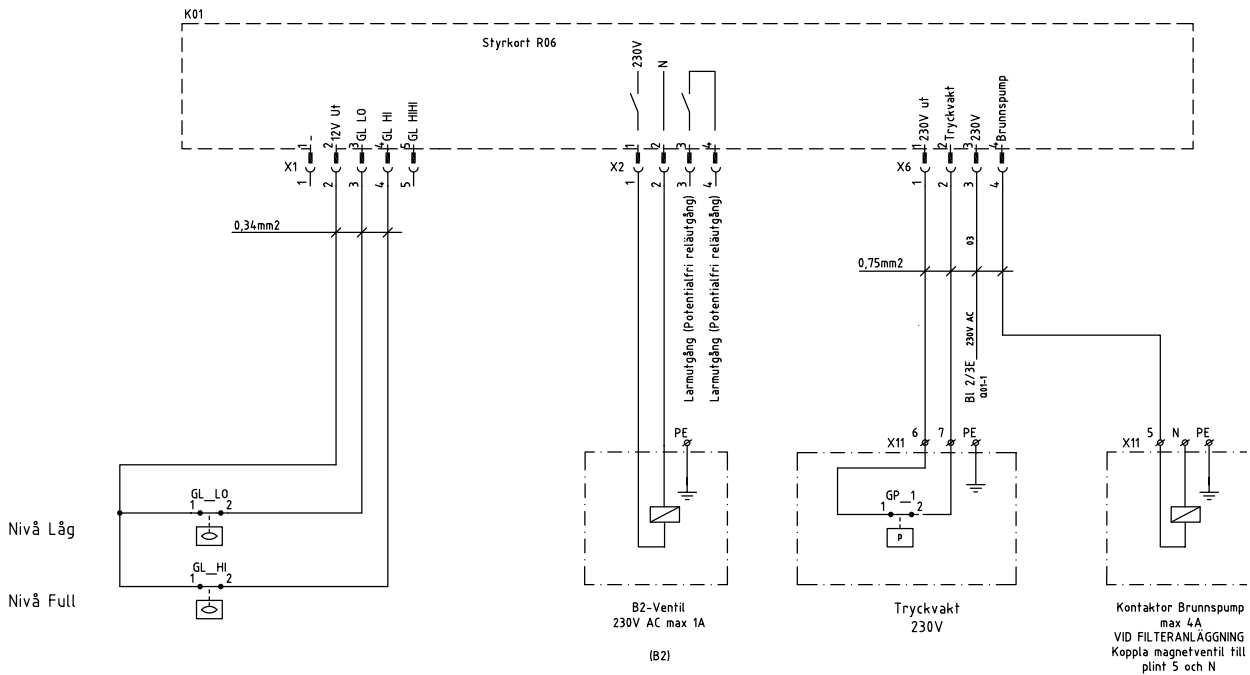 K01
Styrkort R06
230V
N
12V Ut
GL LO
GL HI
GL HIHI
230V ut
Tryckvakt
230V
Brunnspump
1 2 3 4 5
1 2 3 4
1 2 3 4
X1
X2
X6
1 2 3 4 5
1 2 3 4
1 2 3 4
0,34mm2
Larmutgång (Potentialfri reläutgång)
Larmutgång (Potentialfri reläutgång)
03
0,75mm2
230V AC
Bl 2/3E
Q01-1
PE
X11 6 7 PE
X11 5 N PE
GL_LO
1 2
Nivå Låg
GP_1
1 2
P
GL_HI
1 2
Nivå Full
B2-Ventil
230V AC max 1A
(B2)
Tryckvakt
230V
Kontaktor Brunnspump
max 4A
VID FILTERANLÄGGNING
Koppla magnetventil till
plint 5 och N